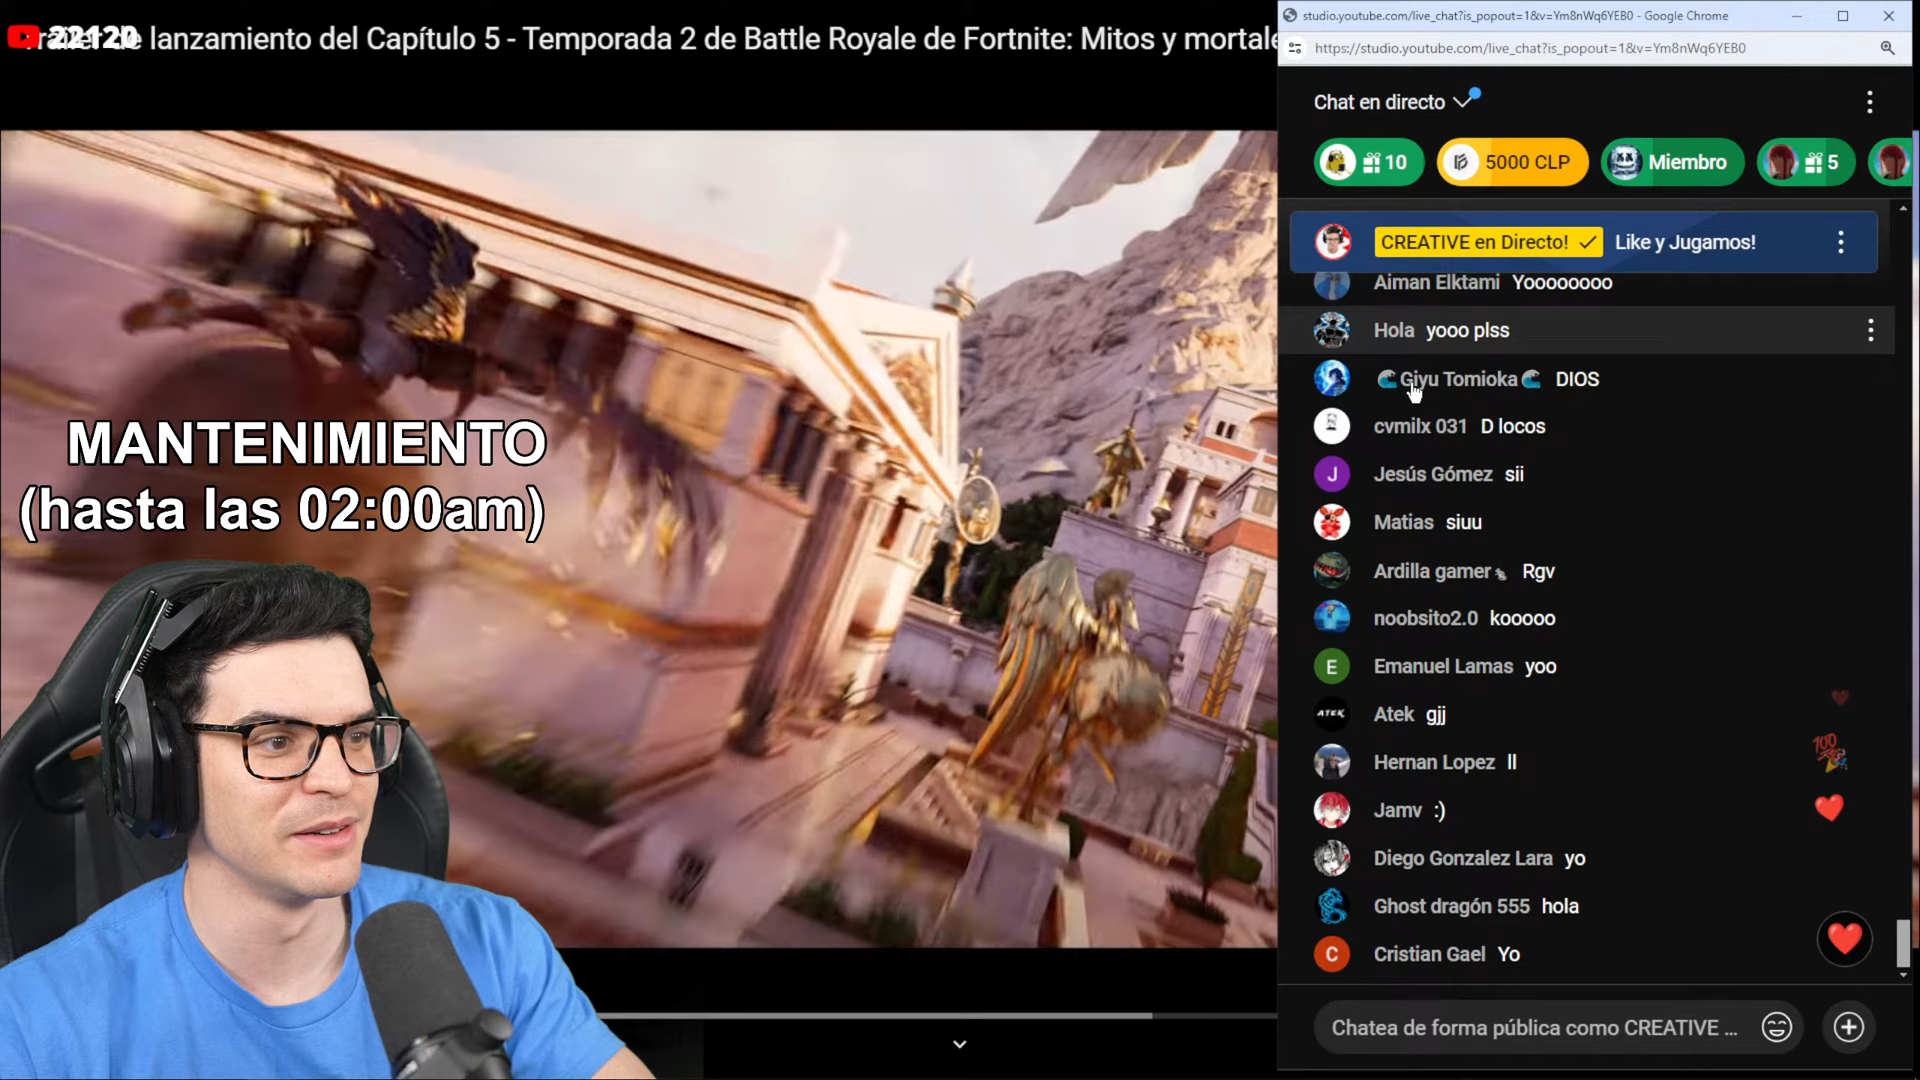 22120
lanzamiento del Capítulo 5 - Temporada 2 de Battle Royale de Fortnite: Mitos y mortale
MANTENIMIENTO
(hasta las 02:00am)
studio.youtube.com/live_chat?is_popout=1&v=Ym8nWq6YEB0 - Google Chrome
https://studio.youtube.com/live_chat?is_popout=1&v=Ym8nWq6YEB0
Chat en directo
10
5000 CLP
Miembro
5
CREATIVE en Directo! Like y Jugamos!
Aiman Elktami Yoooooooo
Hola yooo plss
Giyu Tomioka DIOS
cvmilx 031 D locos
Jesús Gómez sii
Matias siuu
Ardilla gamer Rgv
noobsito2.0 kooooo
Emanuel Lamas yoo
Atek gjj
Hernan Lopez ll
Jamv :)
Diego Gonzalez Lara yo
Ghost dragón 555 hola
Cristian Gael Yo
Chatea de forma pública como CREATIVE ...